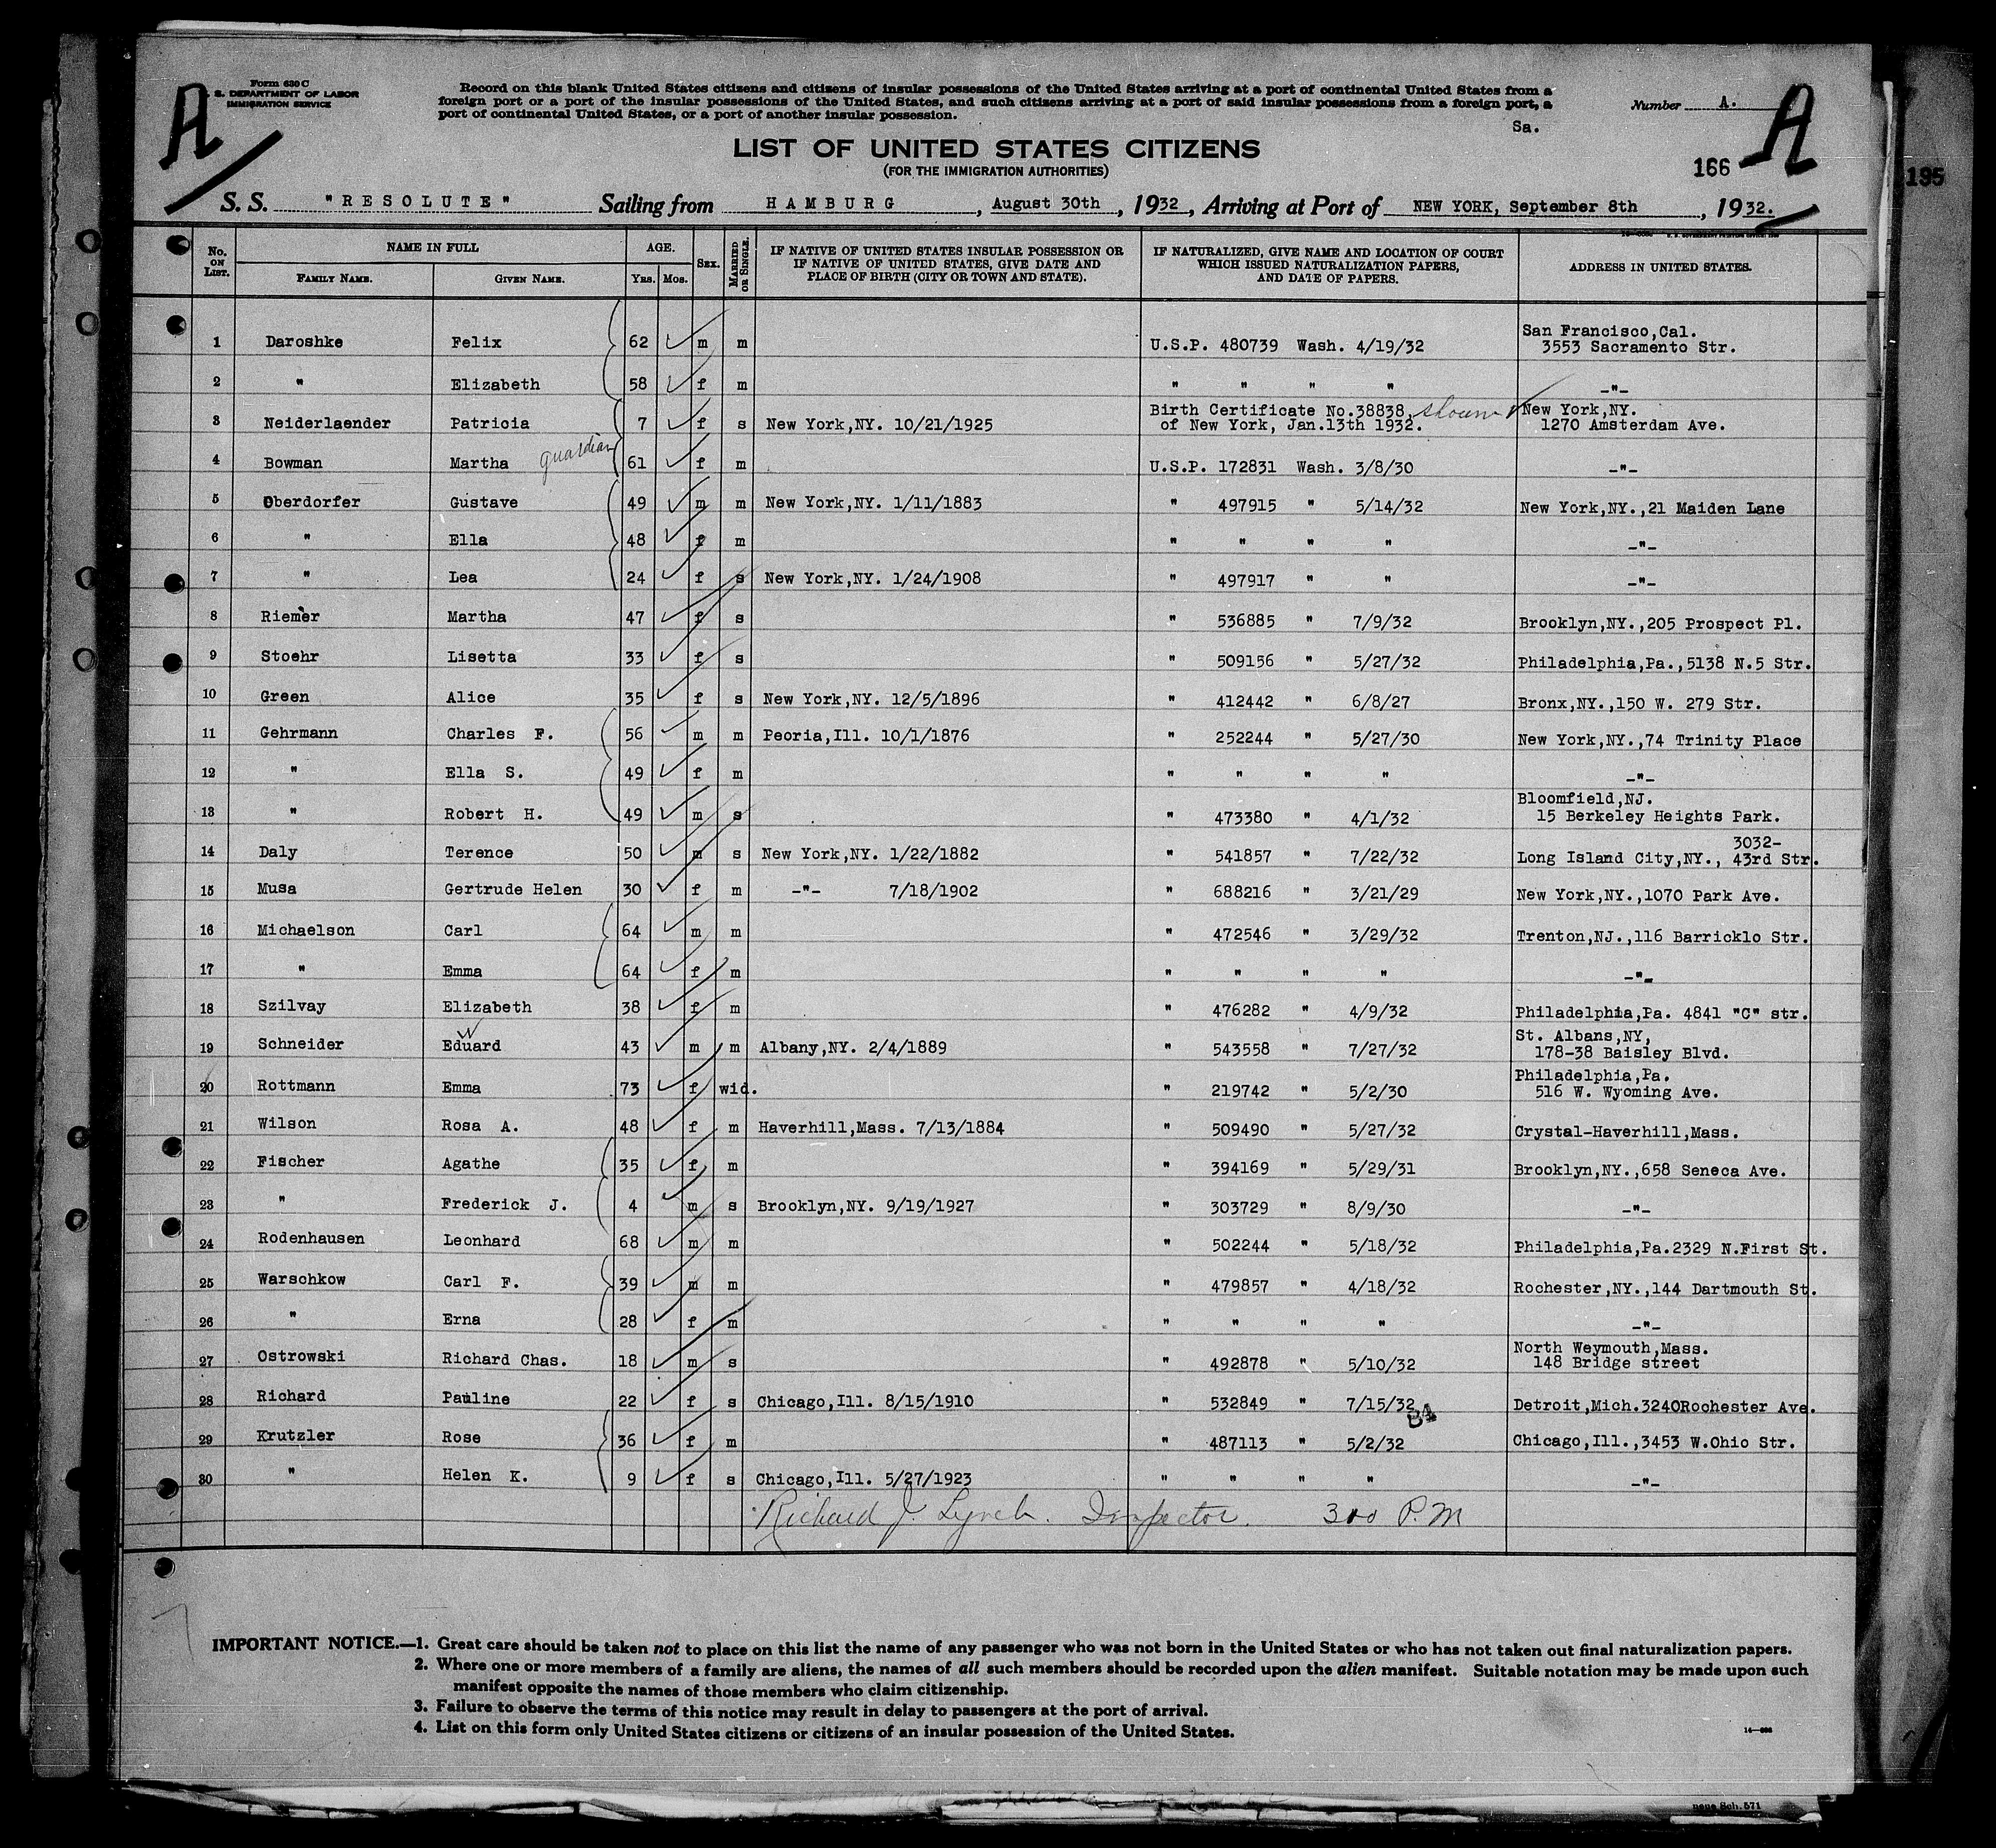 Form 630 C
S. DEPARTMENT OF LABOR
IMMIGRATION SERVICE
A
Record on this blank United States citizens and citizens of insular possessions of the United States arriving at a port of continental United States from a
foreign port or a port of the insular possessions of the United States, and such citizens arriving at a port of said insular possessions from a foreign port, a
port of continental United States, or a port of another insular possession.
Number A.
Sa.
A
LIST OF UNITED STATES CITIZENS
(FOR THE IMMIGRATION AUTHORITIES)
166
195
S. S. "RESOLUTE" Sailing from HAMBURG, August 30th, 1932, Arriving at Port of NEW YORK, September 8th, 1932.
No. ON LIST. NAME IN FULL FAMILY NAME. GIVEN NAME. AGE. YRS. MOS. SEX. MARRIED OR SINGLE. IF NATIVE OF UNITED STATES INSULAR POSSESSION OR IF NATIVE OF UNITED STATES, GIVE DATE AND PLACE OF BIRTH (CITY OR TOWN AND STATE). IF NATURALIZED, GIVE NAME AND LOCATION OF COURT WHICH ISSUED NATURALIZATION PAPERS, AND DATE OF PAPERS. ADDRESS IN UNITED STATES.
1 Daroshke Felix 62 m m U.S.P. 480739 Wash. 4/19/32 San Francisco,Cal. 3553 Sacramento Str.
2 " Elizabeth 58 f m " " " " -"-
3 Neiderlaender Patricia 7 f s New York,NY. 10/21/1925 Birth Certificate No.38838, shown of New York, Jan.13th 1932. New York,NY. 1270 Amsterdam Ave.
4 Bowman Martha guardian 61 f m U.S.P. 172831 Wash. 3/8/30 -"-
5 Oberdorfer Gustave 49 m m New York,NY. 1/11/1883 " 497915 " 5/14/32 New York,NY.,21 Maiden Lane
6 " Ella 48 f m " " " " -"-
7 " Lea 24 f s New York,NY. 1/24/1908 " 497917 " " -"-
8 Riemer Martha 47 f s " 536885 " 7/9/32 Brooklyn,NY.,205 Prospect Pl.
9 Stoehr Lisetta 33 f s " 509156 " 5/27/32 Philadelphia,Pa.,5138 N.5 Str.
10 Green Alice 35 f s New York,NY. 12/5/1896 " 412442 " 6/8/27 Bronx,NY.,150 W. 279 Str.
11 Gehrmann Charles F. 56 m m Peoria,Ill. 10/1/1876 " 252244 " 5/27/30 New York,NY.,74 Trinity Place
12 " Ella S. 49 f m " " " " -"-
13 " Robert H. 49 m s " 473380 " 4/1/32 Bloomfield,NJ. 15 Berkeley Heights Park.
14 Daly Terence 50 m s New York,NY. 1/22/1882 " 541857 " 7/22/32 Long Island City,NY., 3032-43rd Str.
15 Musa Gertrude Helen 30 f m -"- 7/18/1902 " 688216 " 3/21/29 New York,NY.,1070 Park Ave.
16 Michaelson Carl 64 m m " 472546 " 3/29/32 Trenton,NJ.,116 Barricklo Str.
17 " Emma 64 f m " " " " -"-
18 Szilvay Elizabeth 38 f m " 476282 " 4/9/32 Philadelphia,Pa. 4841 "C" str.
19 Schneider Eduard w 43 m m Albany,NY. 2/4/1889 " 543558 " 7/27/32 St. Albans,NY, 178-38 Baisley Blvd.
20 Rottmann Emma 73 f wid. " 219742 " 5/2/30 Philadelphia,Pa. 516 W. Wyoming Ave.
21 Wilson Rosa A. 48 f m Haverhill,Mass. 7/13/1884 " 509490 " 5/27/32 Crystal-Haverhill,Mass.
22 Fischer Agathe 35 f m " 394169 " 5/29/31 Brooklyn,NY.,658 Seneca Ave.
23 " Frederick J. 4 m s Brooklyn,NY. 9/19/1927 " 303729 " 8/9/30 -"-
24 Rodenhausen Leonhard 68 m m " 502244 " 5/18/32 Philadelphia,Pa.2329 N.First St.
25 Warschkow Carl F. 39 m m " 479857 " 4/18/32 Rochester,NY.,144 Dartmouth St.
26 " Erna 28 f m " " " " -"-
27 Ostrowski Richard Chas. 18 m s " 492878 " 5/10/32 North Weymouth,Mass. 148 Bridge street
28 Richard Pauline 22 f s Chicago,Ill. 8/15/1910 " 532849 " 7/15/32 Detroit,Mich.3240Rochester Ave.
29 Krutzler Rose 36 f m " 487113 " 5/2/32 Chicago,Ill.,3453 W.Ohio Str.
30 " Helen K. 9 f s Chicago,Ill. 5/27/1923 " " " " -"-
Richard J. Lynch. Inspector. 300 P.M
IMPORTANT NOTICE.—1. Great care should be taken not to place on this list the name of any passenger who was not born in the United States or who has not taken out final naturalization papers.
2. Where one or more members of a family are aliens, the names of all such members should be recorded upon the alien manifest. Suitable notation may be made upon such
manifest opposite the names of those members who claim citizenship.
3. Failure to observe the terms of this notice may result in delay to passengers at the port of arrival.
4. List on this form only United States citizens or citizens of an insular possession of the United States.